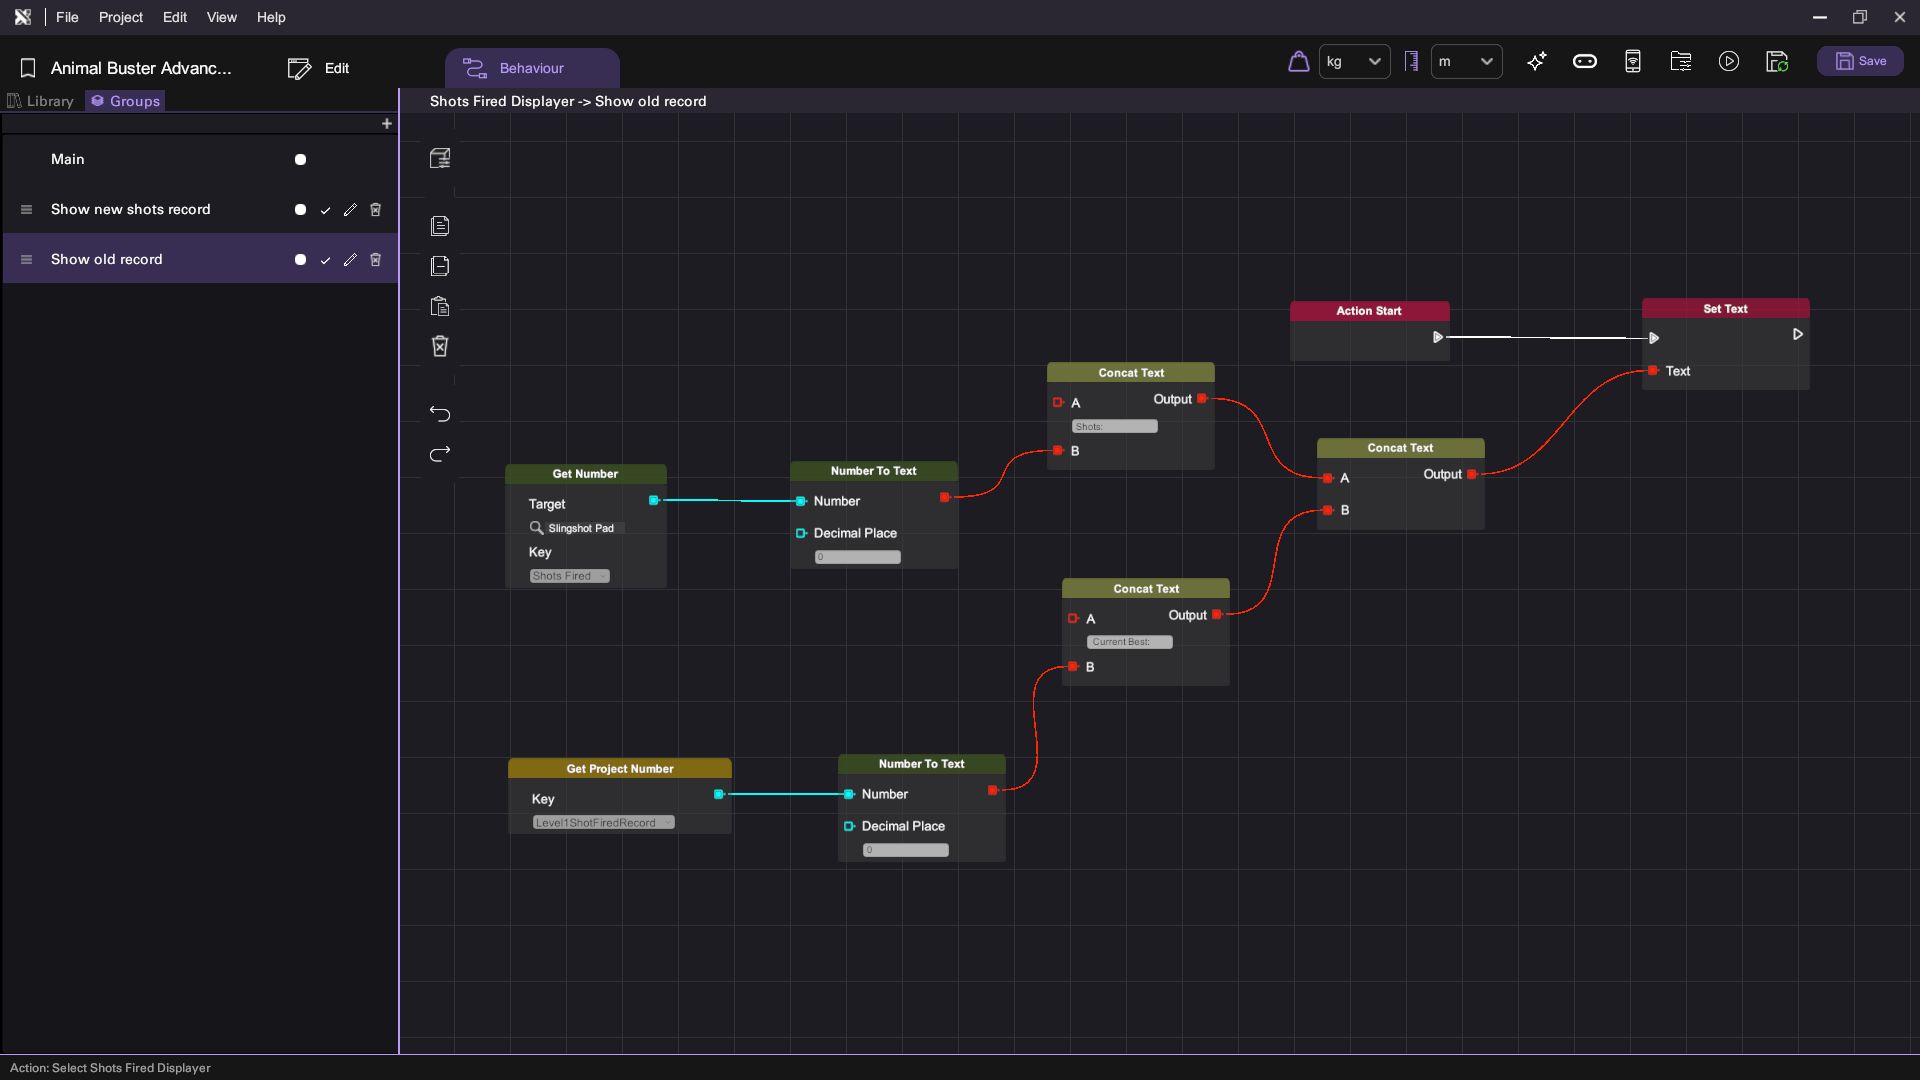 File Project Edit View Help
Animal Buster Advanc... Edit Behaviour kg m Save
Library Groups
Shots Fired Displayer -> Show old record
+
Main
Show new shots record
Show old record
Action Start
Set Text
Text
Concat Text
A Output
Shots:
B
Concat Text
A Output
B
Get Number
Target
Slingshot Pad
Key
Shots Fired
Number To Text
Number
Decimal Place
0
Concat Text
A Output
Current Best:
B
Get Project Number
Key
Level1ShotFiredRecord
Number To Text
Number
Decimal Place
0
Action: Select Shots Fired Displayer